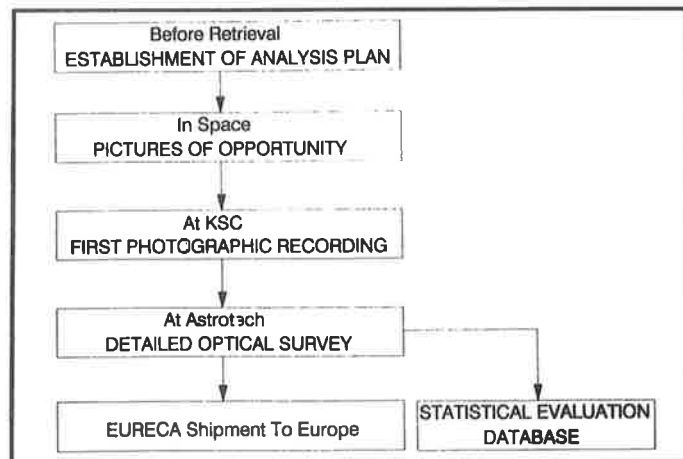 Before Retrieval
ESTABLISHMENT OF ANALYSIS PLAN
In Space
PICTURES OF OPPORTUNITY
At KSC
FIRST PHOTOGRAPHIC RECORDING
At Astrotech
DETAILED OPTICAL SURVEY
EURECA Shipment To Europe
STATISTICAL EVALUATION
DATABASE